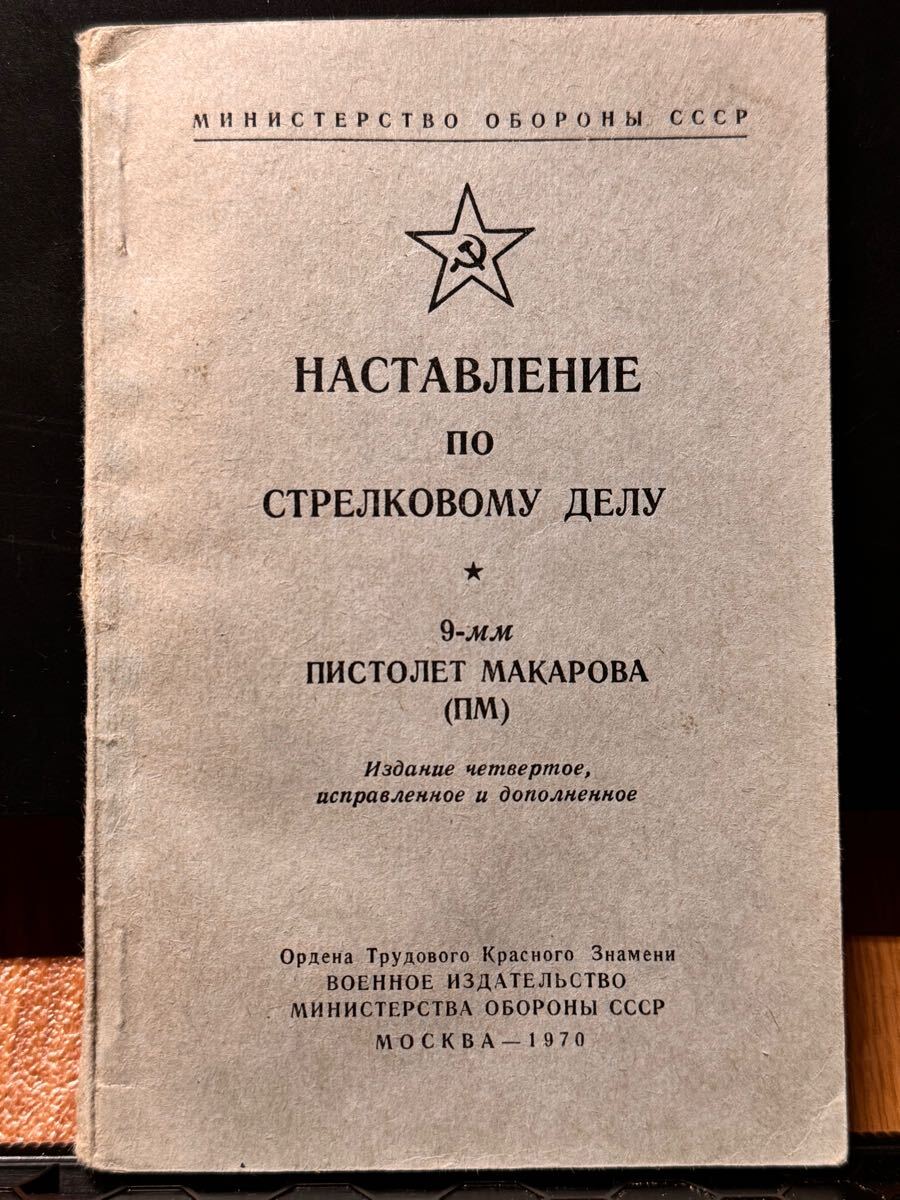 МИНИСТЕРСТВО ОБОРОНЫ СССР
НАСТАВЛЕНИЕ
ПО
СТРЕЛКОВОМУ ДЕЛУ
★
9-мм
ПИСТОЛЕТ МАКАРОВА
(ПМ)
Издание четвертое,
исправленное и дополненное
Ордена Трудового Красного Знамени
ВОЕННОЕ ИЗДАТЕЛЬСТВО
МИНИСТЕРСТВА ОБОРОНЫ СССР
МОСКВА — 1970